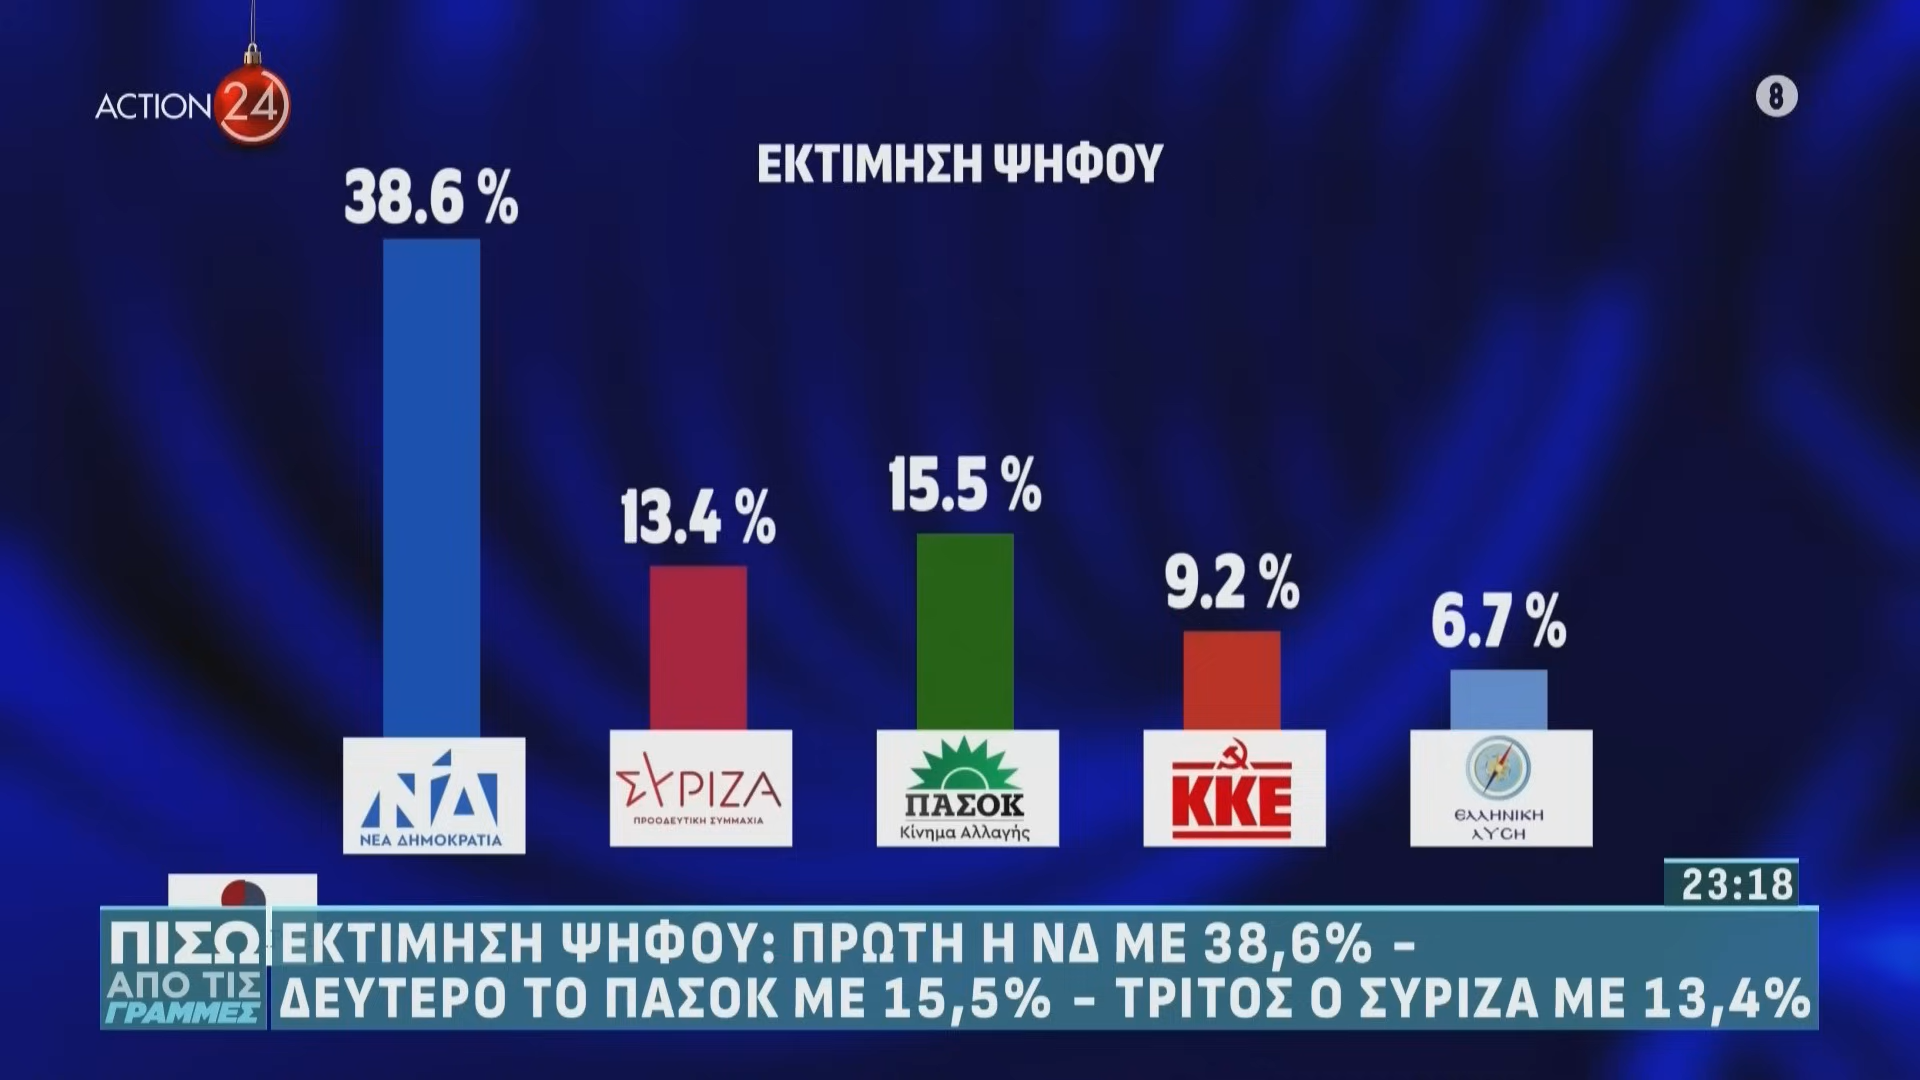 ACTION 24
8
ΕΚΤΙΜΗΣΗ ΨΗΦΟΥ
38.6 %
13.4 %
15.5 %
9.2 %
6.7 %
ΝΔ
ΝΕΑ ΔΗΜΟΚΡΑΤΙΑ
ΣΥΡΙΖΑ
ΠΡΟΟΔΕΥΤΙΚΗ ΣΥΜΜΑΧΙΑ
ΠΑΣΟΚ
Κίνημα Αλλαγής
ΚΚΕ
ΕΛΛΗΝΙΚΗ
ΛΥΣΗ
23:18
ΠΙΣΩ
ΑΠΟ ΤΙΣ
ΓΡΑΜΜΕΣ
ΕΚΤΙΜΗΣΗ ΨΗΦΟΥ: ΠΡΩΤΗ Η ΝΔ ΜΕ 38,6% –
ΔΕΥΤΕΡΟ ΤΟ ΠΑΣΟΚ ΜΕ 15,5% – ΤΡΙΤΟΣ Ο ΣΥΡΙΖΑ ΜΕ 13,4%